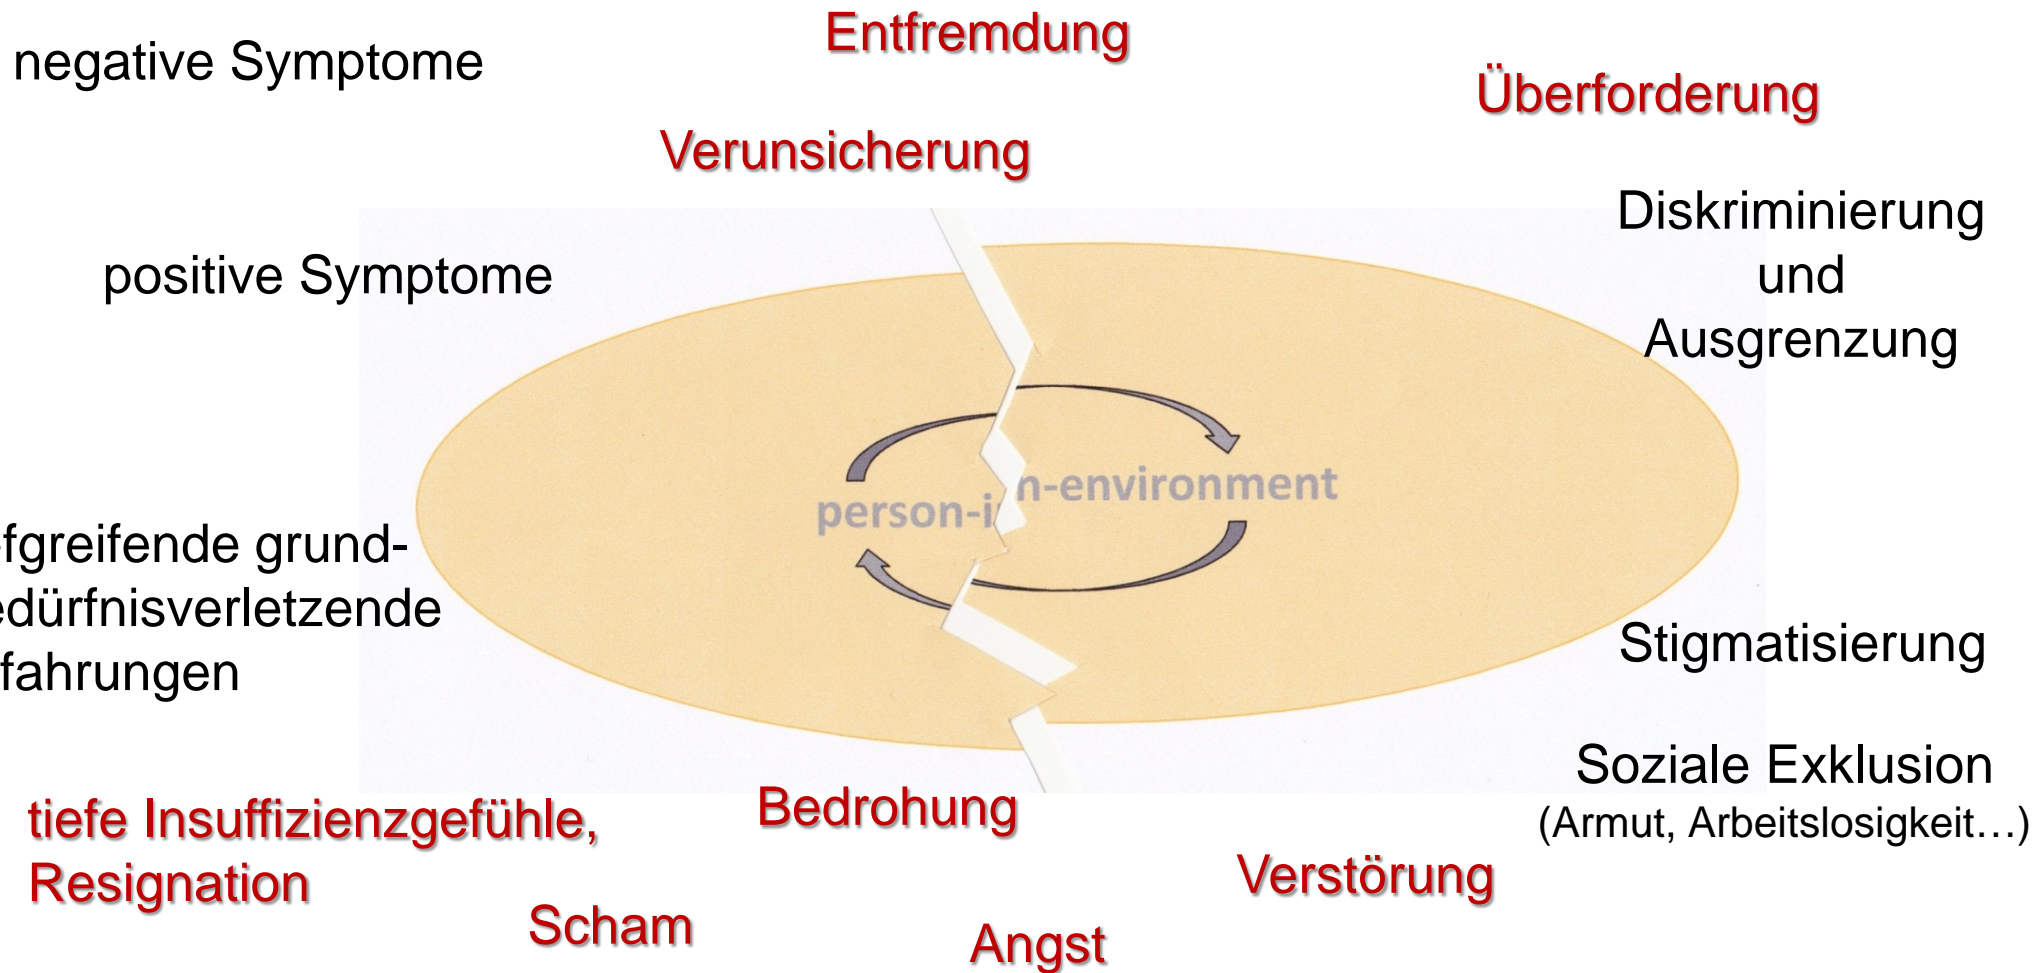 Entfremdung
negative Symptome
Überforderung
Verunsicherung
Diskriminierung
und
Ausgrenzung
positive Symptome
person-i
n-environment
fgreifende grund-
edürfnisverletzende
fahrungen
Stigmatisierung
Soziale Exklusion
(Armut, Arbeitslosigkeit…)
tiefe Insuffizienzgefühle,
Resignation
Bedrohung
Verstörung
Scham
Angst